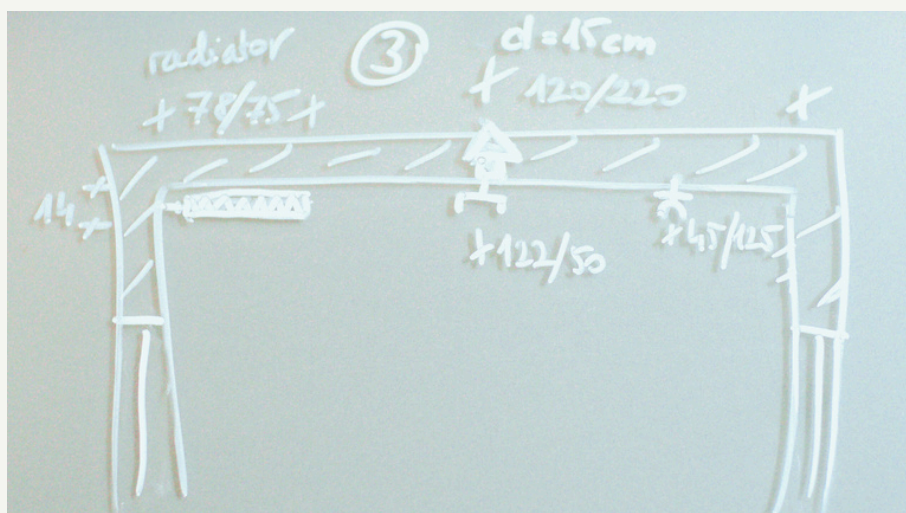 radiator
③
d=15cm
+78/75+
X 120/220
X
14
+122/50
+45/125